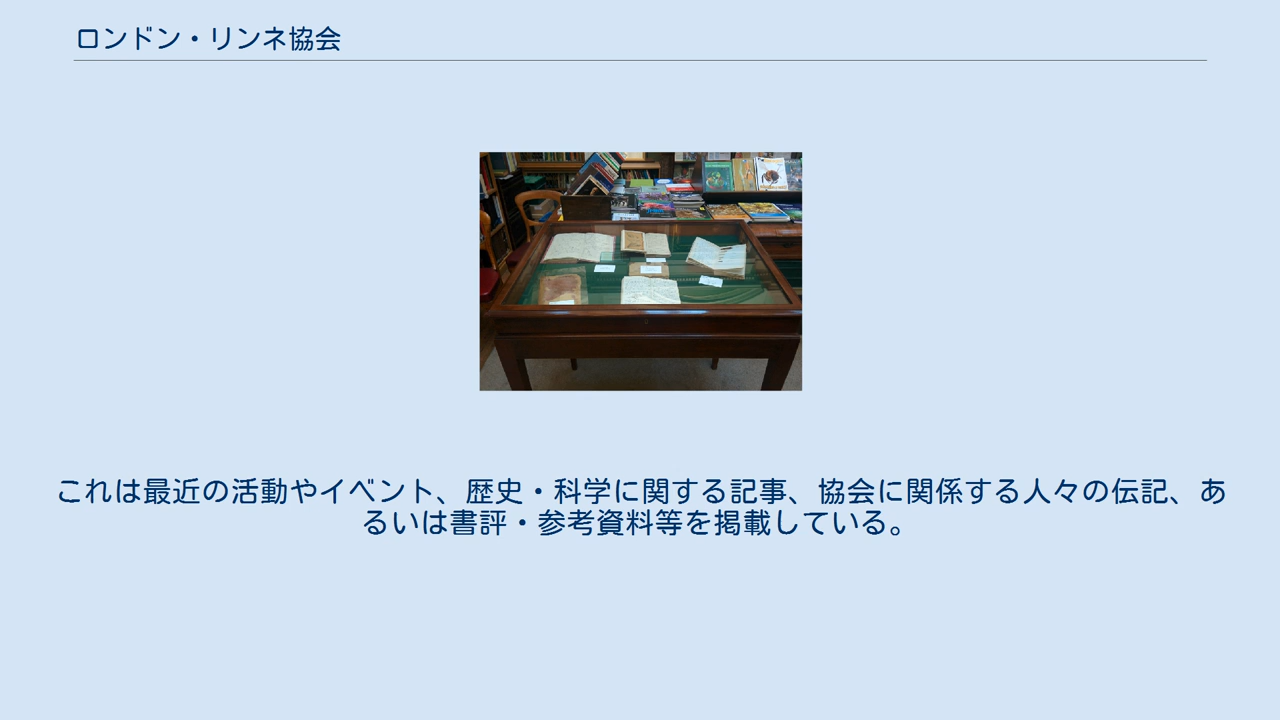 ロンドン・リンネ協会
これは最近の活動やイベント、歴史・科学に関する記事、協会に関係する人々の伝記、あ
るいは書評・参考資料等を掲載している。